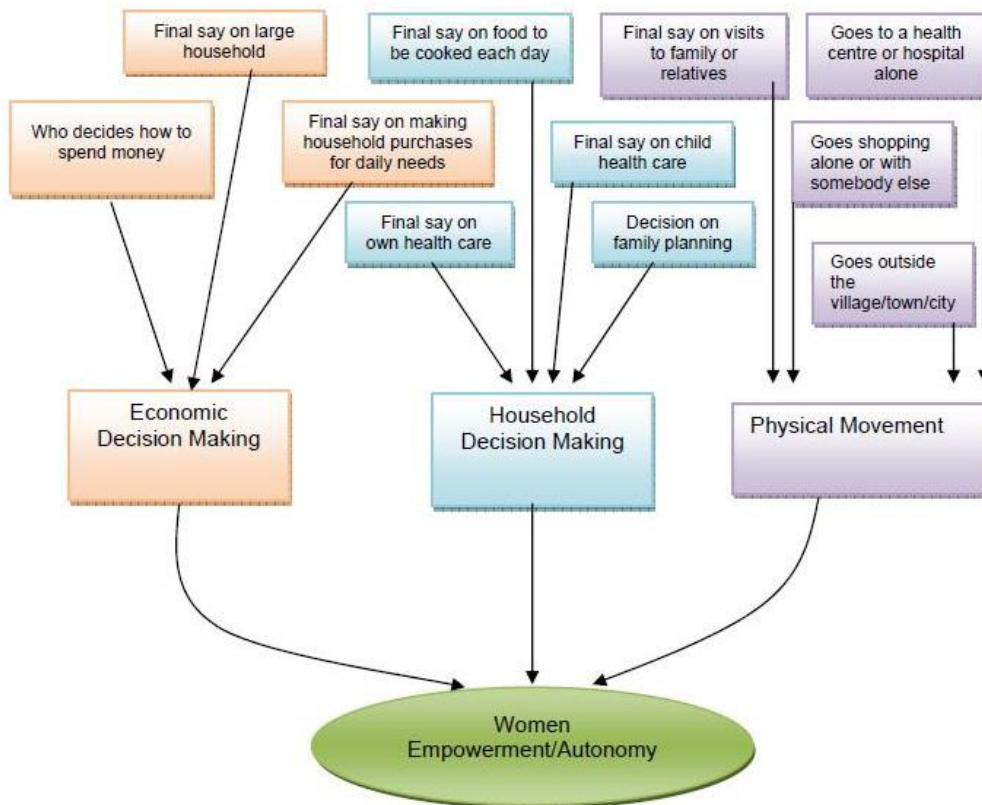 Final say on large
household
Final say on food to
be cooked each day
Final say on visits to
family or
relatives
Goes to a health
centre or hospital
alone
Who decides how to
spend money
Final say on making
household purchases
for daily needs
Final say on child
health care
Goes shopping
alone or with
somebody else
Final say on
own health care
Decision on
family planning
Goes outside
the
village/town/city
Economic
Decision Making
Household
Decision Making
Physical Movement
Women
Empowerment/Autonomy